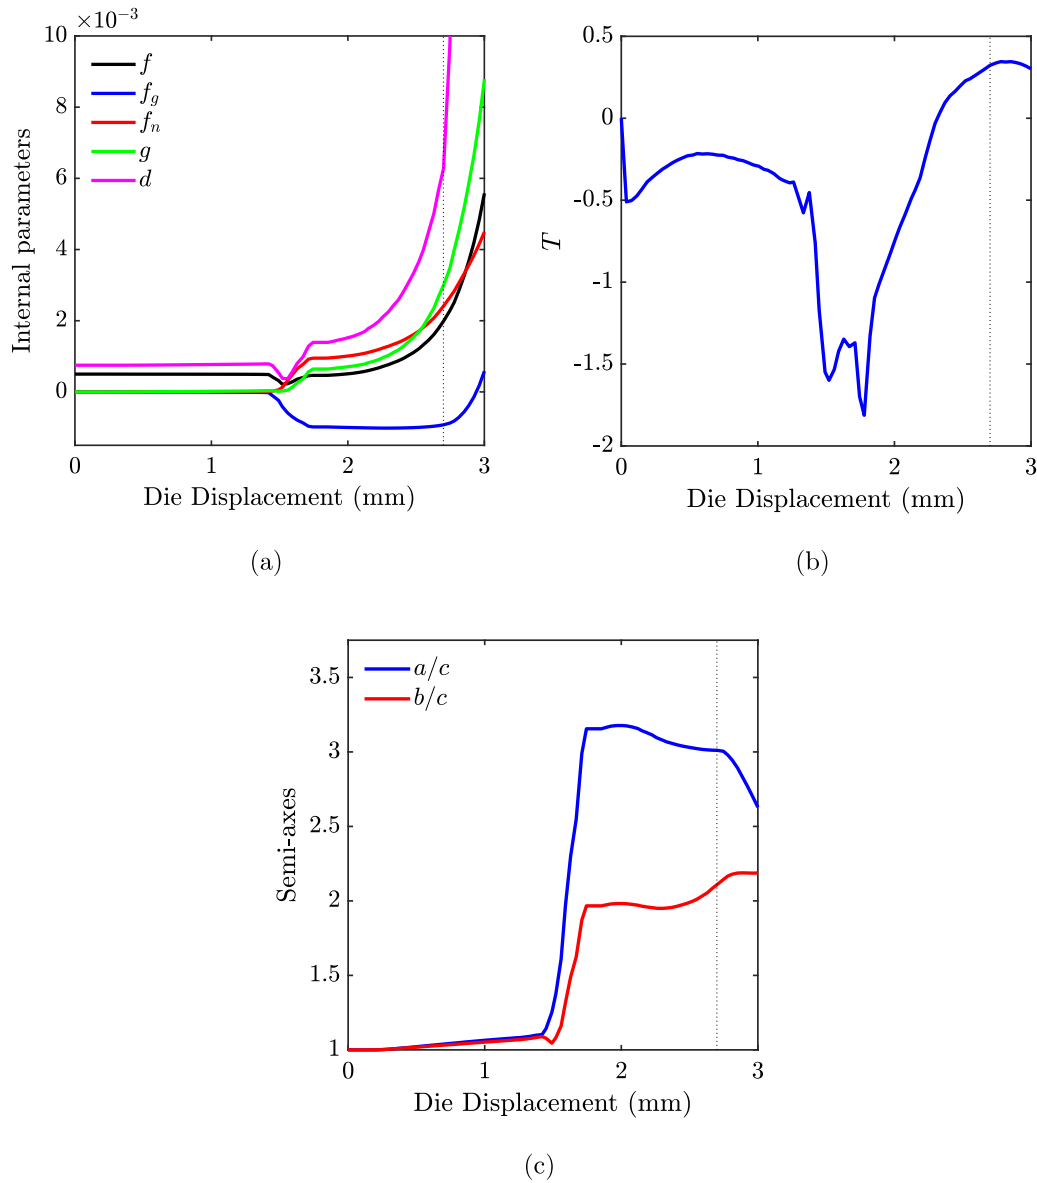 ×10⁻³
10
8
6
4
2
0
f
f_g
f_n
g
d
Internal parameters
0 1 2 3
Die Displacement (mm)
(a)
0.5
0
-0.5
-1
-1.5
-2
T
0 1 2 3
Die Displacement (mm)
(b)
3.5
3
2.5
2
1.5
1
a/c
b/c
Semi-axes
0 1 2 3
Die Displacement (mm)
(c)